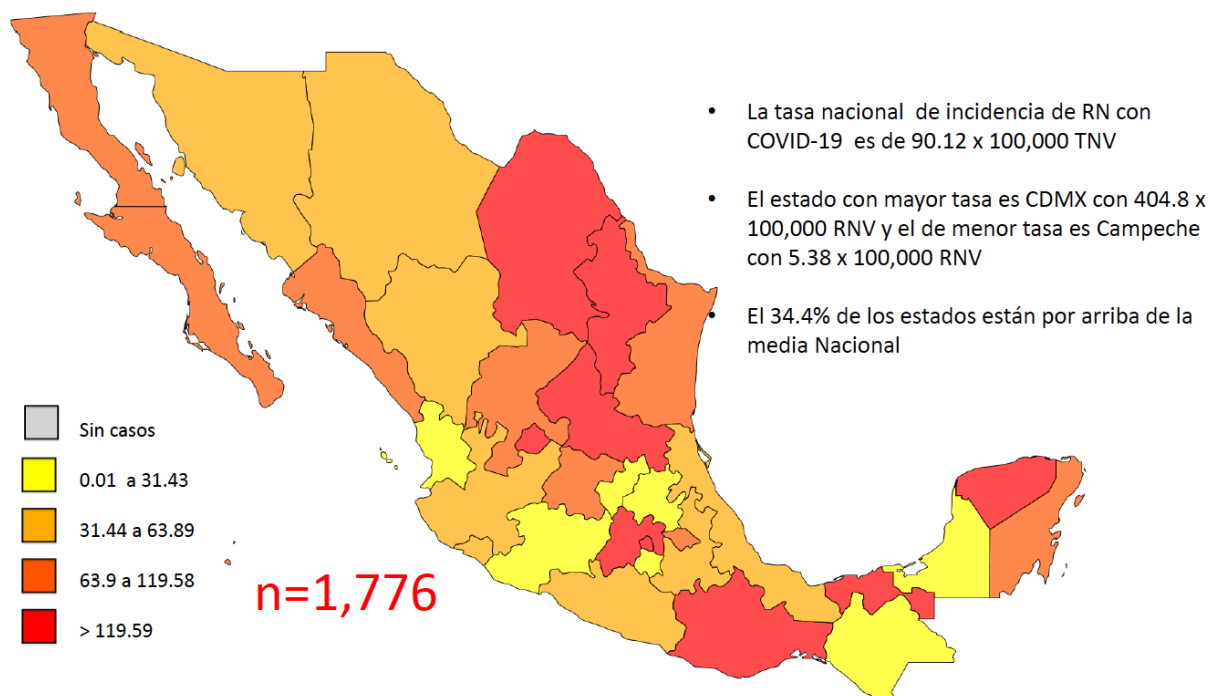 • La tasa nacional de incidencia de RN con
COVID-19 es de 90.12 x 100,000 TNV
• El estado con mayor tasa es CDMX con 404.8 x
100,000 RNV y el de menor tasa es Campeche
con 5.38 x 100,000 RNV
• El 34.4% de los estados están por arriba de la
media Nacional
Sin casos
0.01 a 31.43
31.44 a 63.89
63.9 a 119.58
> 119.59
n=1,776